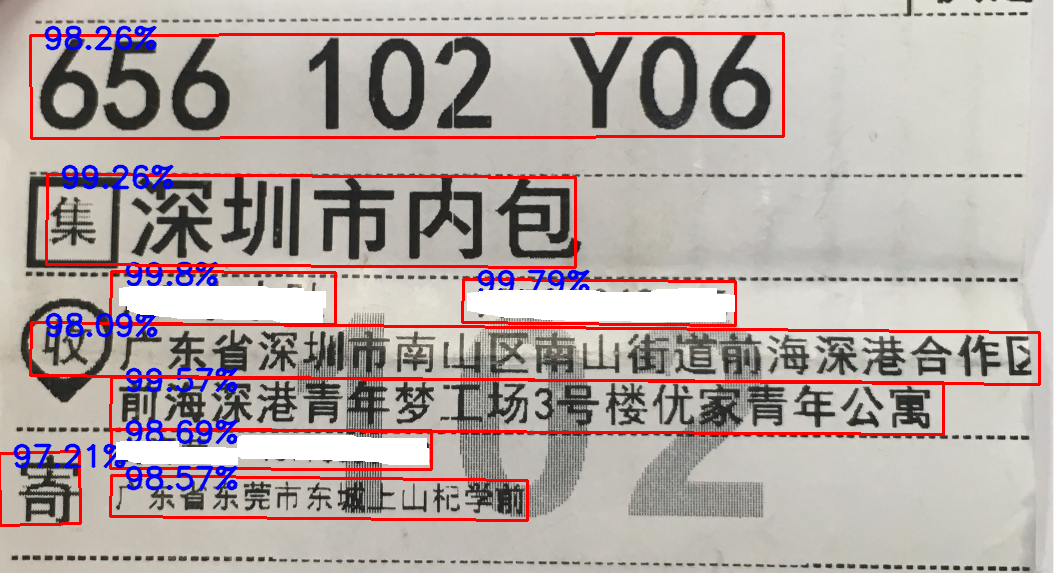 98.26%
656 102 Y06
99.26%
集 深圳市内包
99.8% 99.79%
98.09%
收 广东省深圳市南山区南山街道前海深港合作区
99.57%
前海深港青年梦工场3号楼优家青年公寓
98.69%
97.21%
寄
98.57%
广东省东莞市东城上山杞学前
102